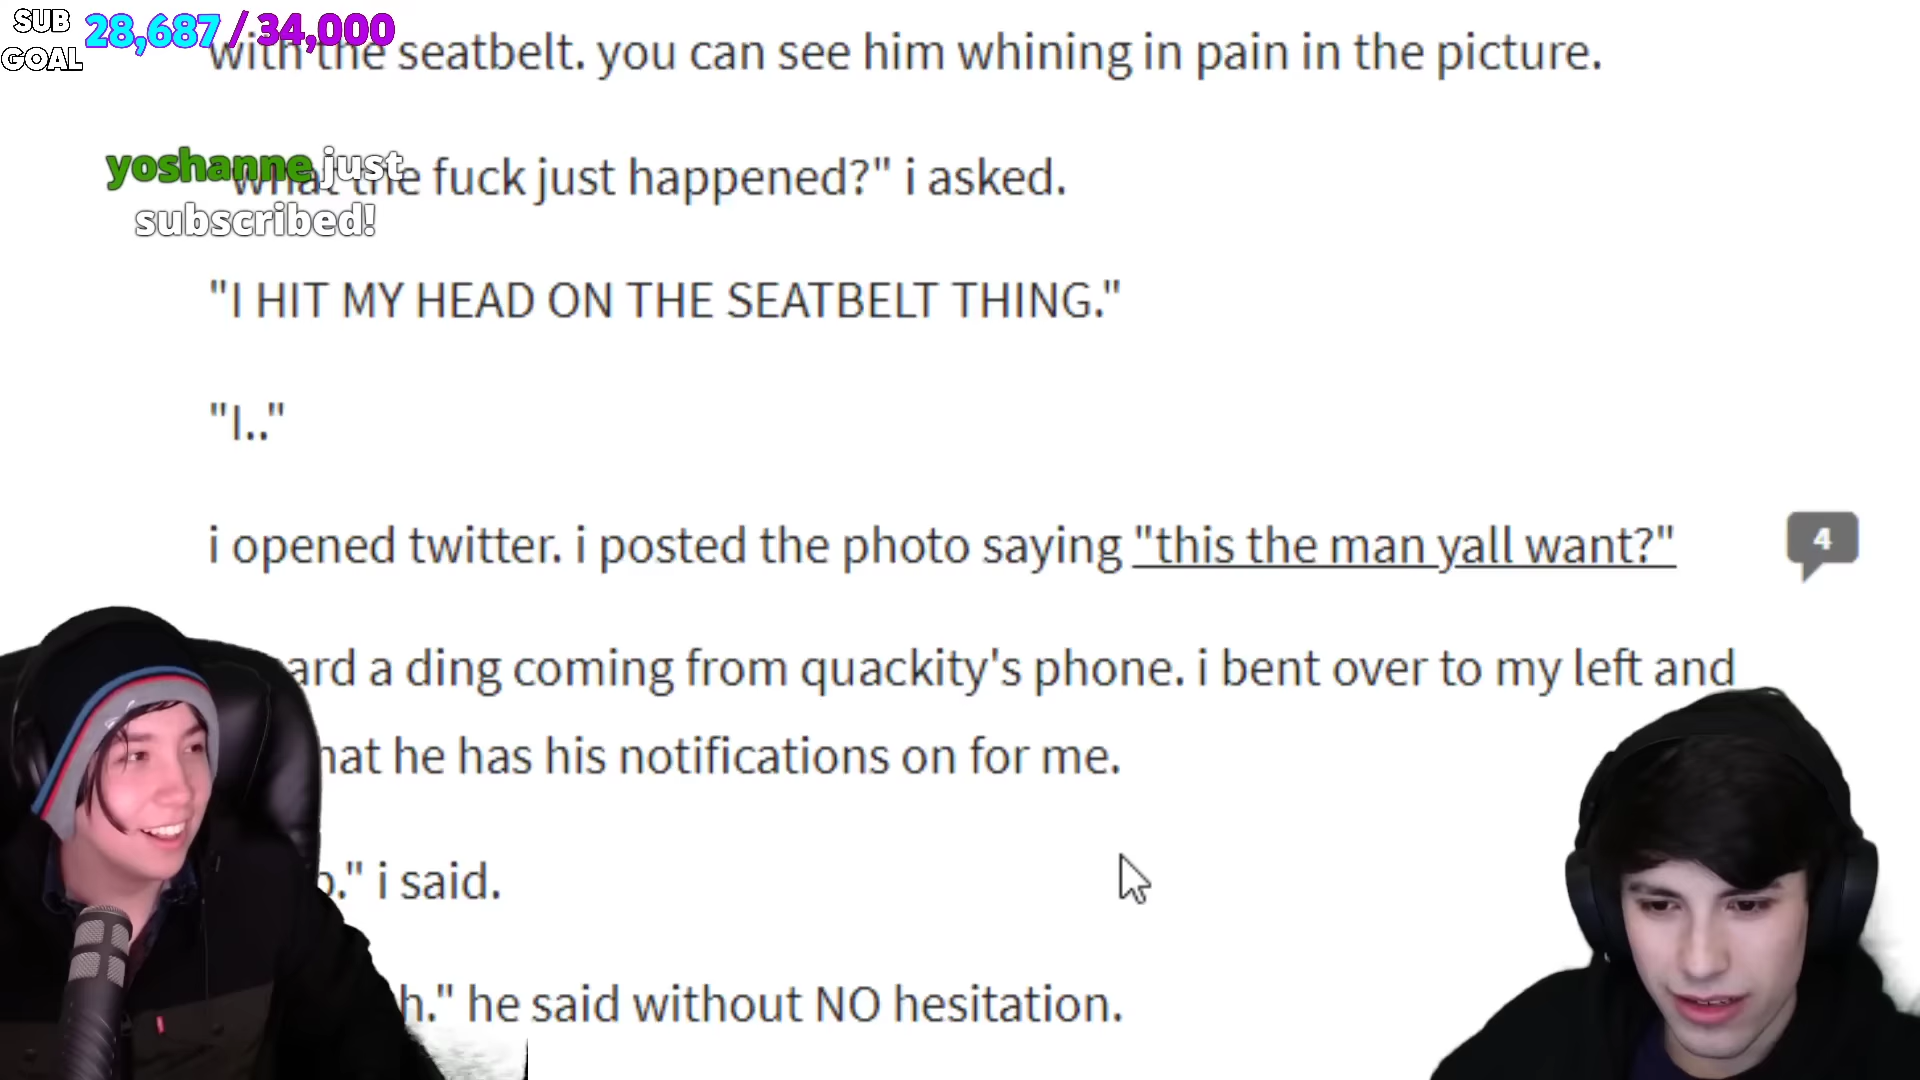 SUB GOAL 28,687/34,000
with the seatbelt. you can see him whining in pain in the picture.
yoshanne just subscribed!
"what the fuck just happened?" i asked.
"I HIT MY HEAD ON THE SEATBELT THING."
"I.."
i opened twitter. i posted the photo saying "this the man yall want?"
4
a ding coming from quackity's phone. i bent over to my left and
he has his notifications on for me.
i said.
he said without NO hesitation.